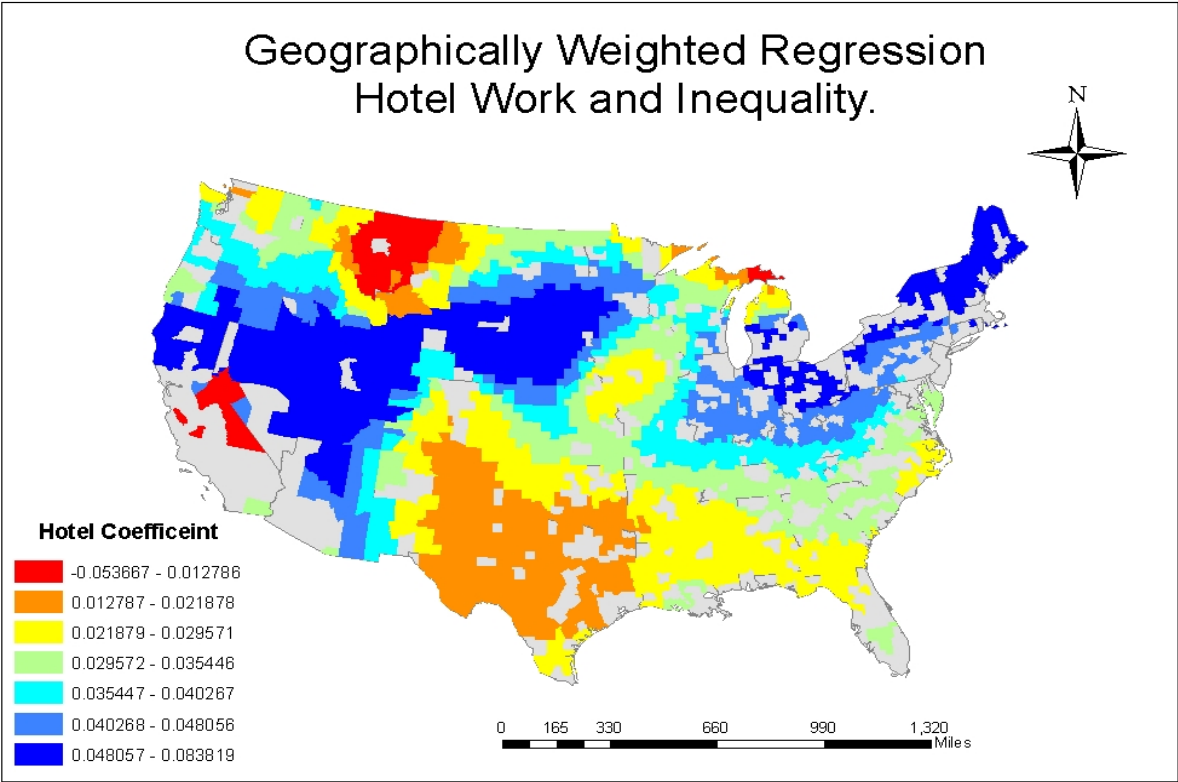 Geographically Weighted Regression
Hotel Work and Inequality.
N
Hotel Coefficeint
-0.053667 - 0.012786
0.012787 - 0.021878
0.021879 - 0.029571
0.029572 - 0.035446
0.035447 - 0.040267
0.040268 - 0.048056
0.048057 - 0.083819
0 165 330 660 990 1,320
Miles